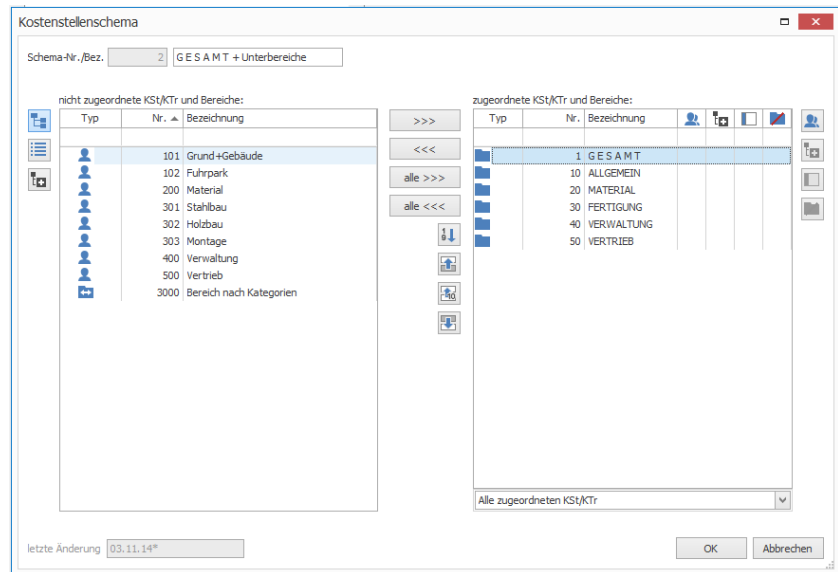 Kostenstellenschema
Schema-Nr./Bez. 2 G E S A M T + Unterbereiche
nicht zugeordnete KSt/KTr und Bereiche:
Typ Nr. Bezeichnung
101 Grund+Gebäude
102 Fuhrpark
200 Material
301 Stahlbau
302 Holzbau
303 Montage
400 Verwaltung
500 Vertrieb
3000 Bereich nach Kategorien
>>>
<<<
alle >>>
alle <<<
zugeordnete KSt/KTr und Bereiche:
Typ Nr. Bezeichnung
1 G E S A M T
10 ALLGEMEIN
20 MATERIAL
30 FERTIGUNG
40 VERWALTUNG
50 VERTRIEB
Alle zugeordneten KSt/KTr
letzte Änderung 03.11.14*
OK Abbrechen